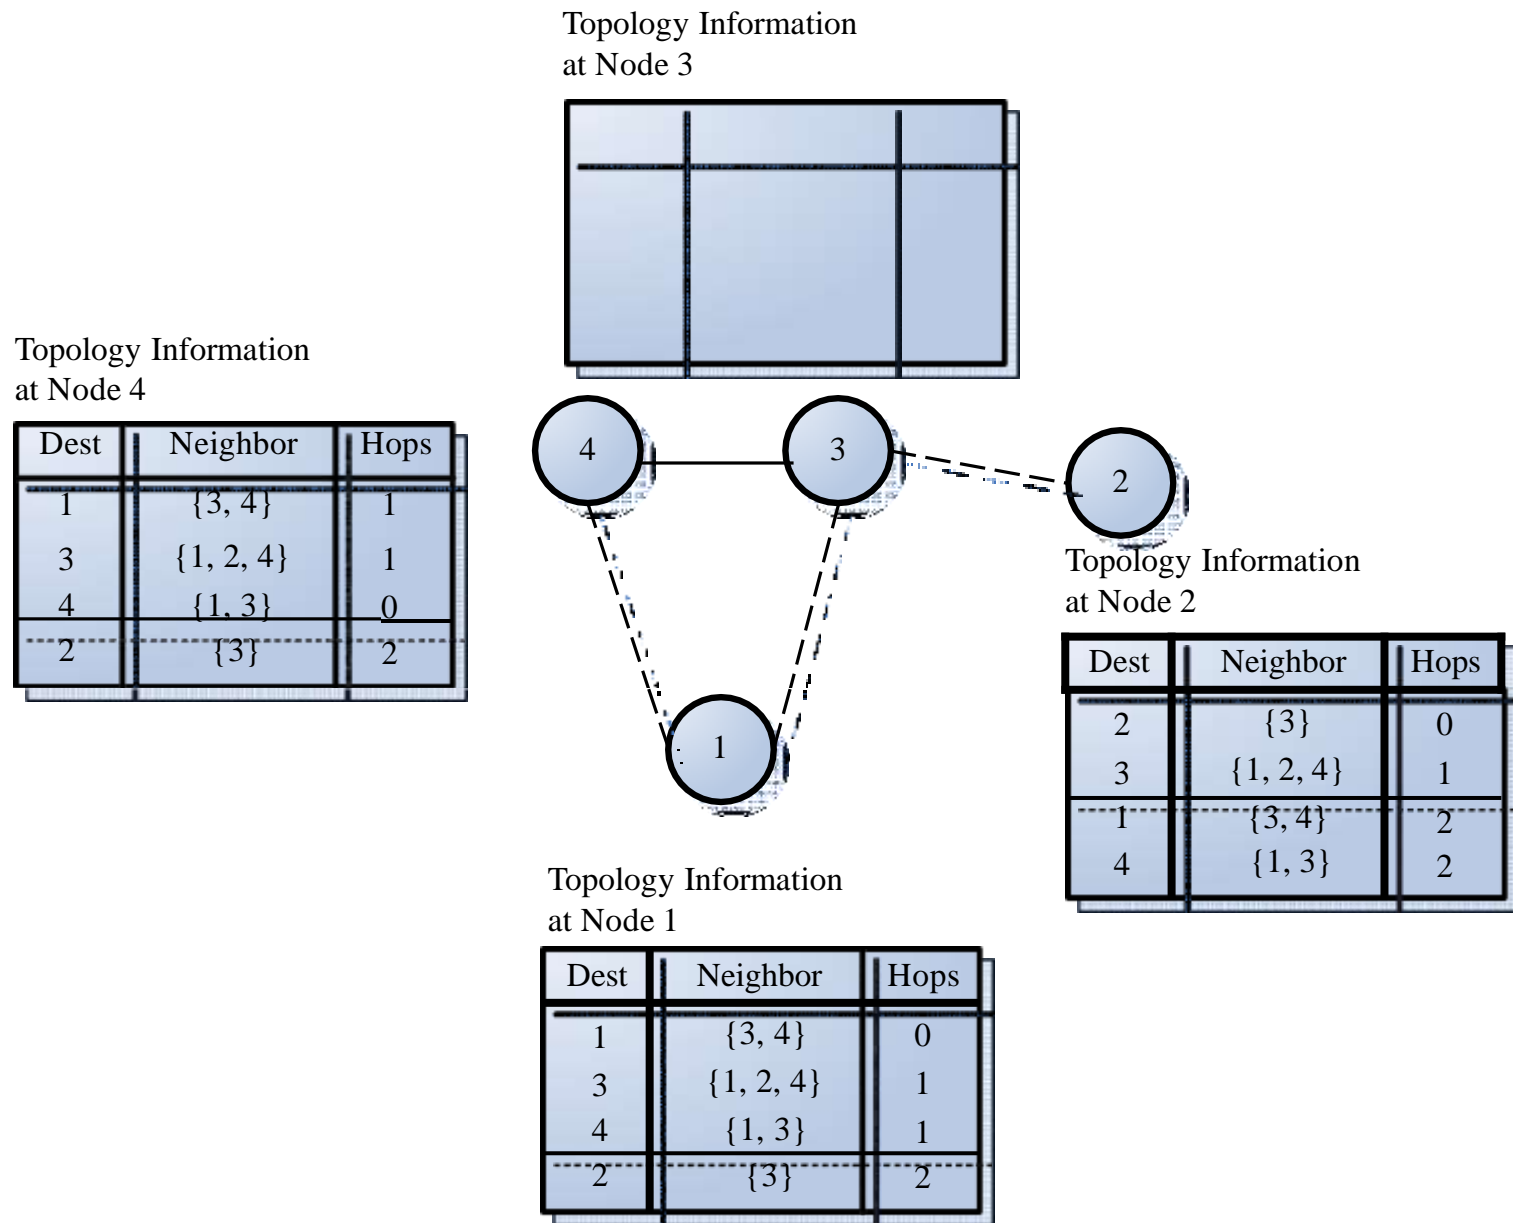 Topology Information
at Node 3
Topology Information
at Node 4
Dest Neighbor Hops
1 {3, 4} 1
3 {1, 2, 4} 1
4 {1, 3} 0
2 {3} 2
4
3
2
1
Topology Information
at Node 2
Dest Neighbor Hops
2 {3} 0
3 {1, 2, 4} 1
1 {3, 4} 2
4 {1, 3} 2
Topology Information
at Node 1
Dest Neighbor Hops
1 {3, 4} 0
3 {1, 2, 4} 1
4 {1, 3} 1
2 {3} 2